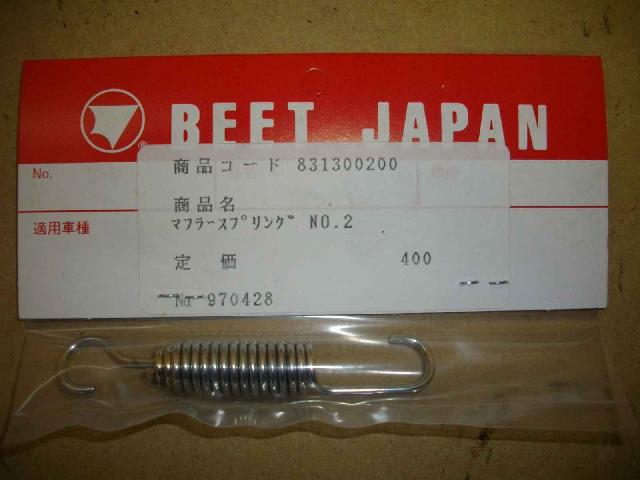 BEET JAPAN
®
No.
適用車種
商品コード 831300200
商品名
ﾏﾌﾗｰｽﾌﾟﾘﾝｸﾞ NO.2
定 価 400
№ 970428